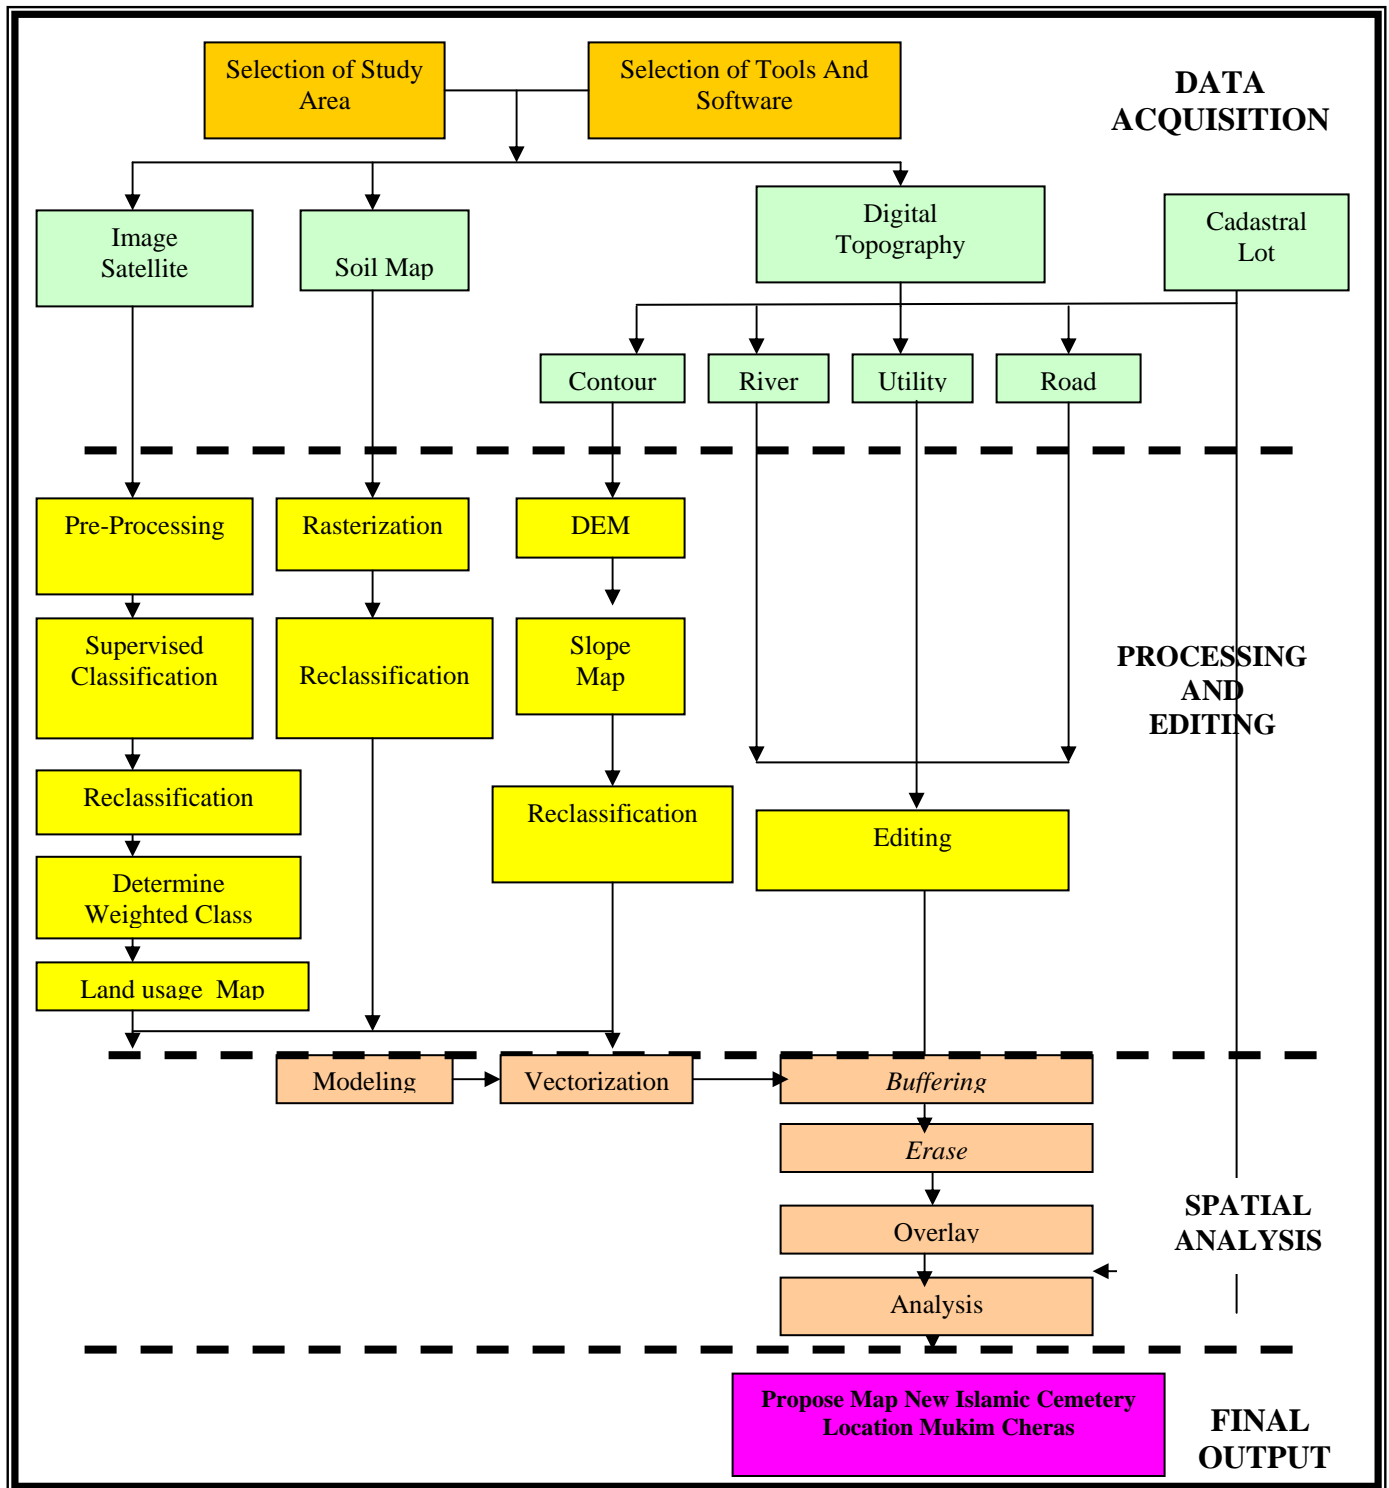 Selection of Study
Area
Selection of Tools And
Software
DATA
ACQUISITION
Image
Satellite
Soil Map
Digital
Topography
Cadastral
Lot
Contour
River
Utility
Road
Pre-Processing
Rasterization
DEM
Supervised
Classification
Reclassification
Slope
Map
PROCESSING
AND
EDITING
Reclassification
Reclassification
Editing
Determine
Weighted Class
Land usage Map
Modeling
Vectorization
Buffering
Erase
Overlay
Analysis
SPATIAL
ANALYSIS
Propose Map New Islamic Cemetery
Location Mukim Cheras
FINAL
OUTPUT